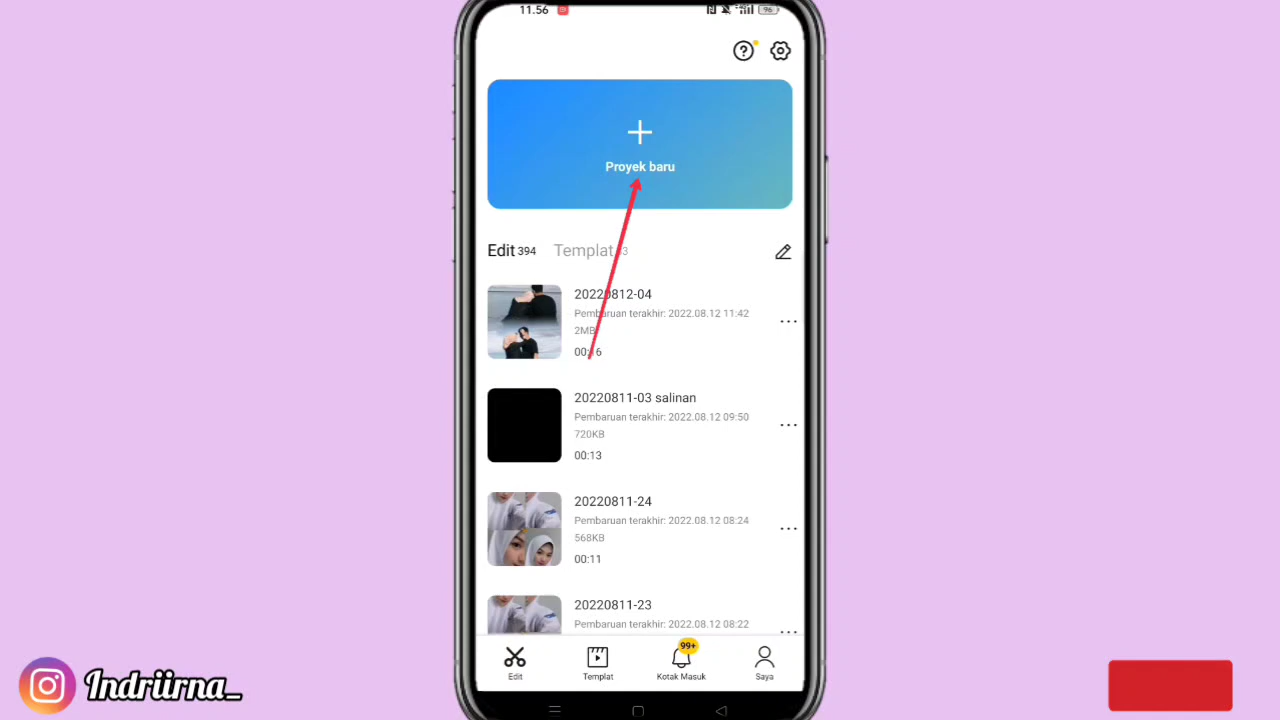 11.56
96
Proyek baru
Edit 394
Templat
20220812-04
Pembaruan terakhir: 2022.08.12 11:42
2MB
20220811-03 salinan
Pembaruan terakhir: 2022.08.12 09:50
720KB
00:13
20220811-24
Pembaruan terakhir: 2022.08.12 08:24
568KB
00:11
20220811-23
Pembaruan terakhir: 2022.08.12 08:22
99+
Edit
Templat
Kotak Masuk
Saya
Indriirna_